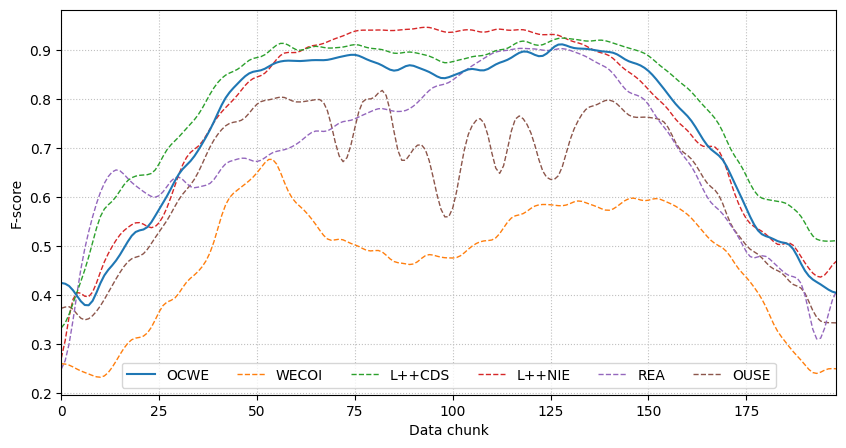 F-score
0.9
0.8
0.7
0.6
0.5
0.4
0.3
0.2
OCWE WECOI L++CDS L++NIE REA OUSE
0 25 50 75 100 125 150 175
Data chunk